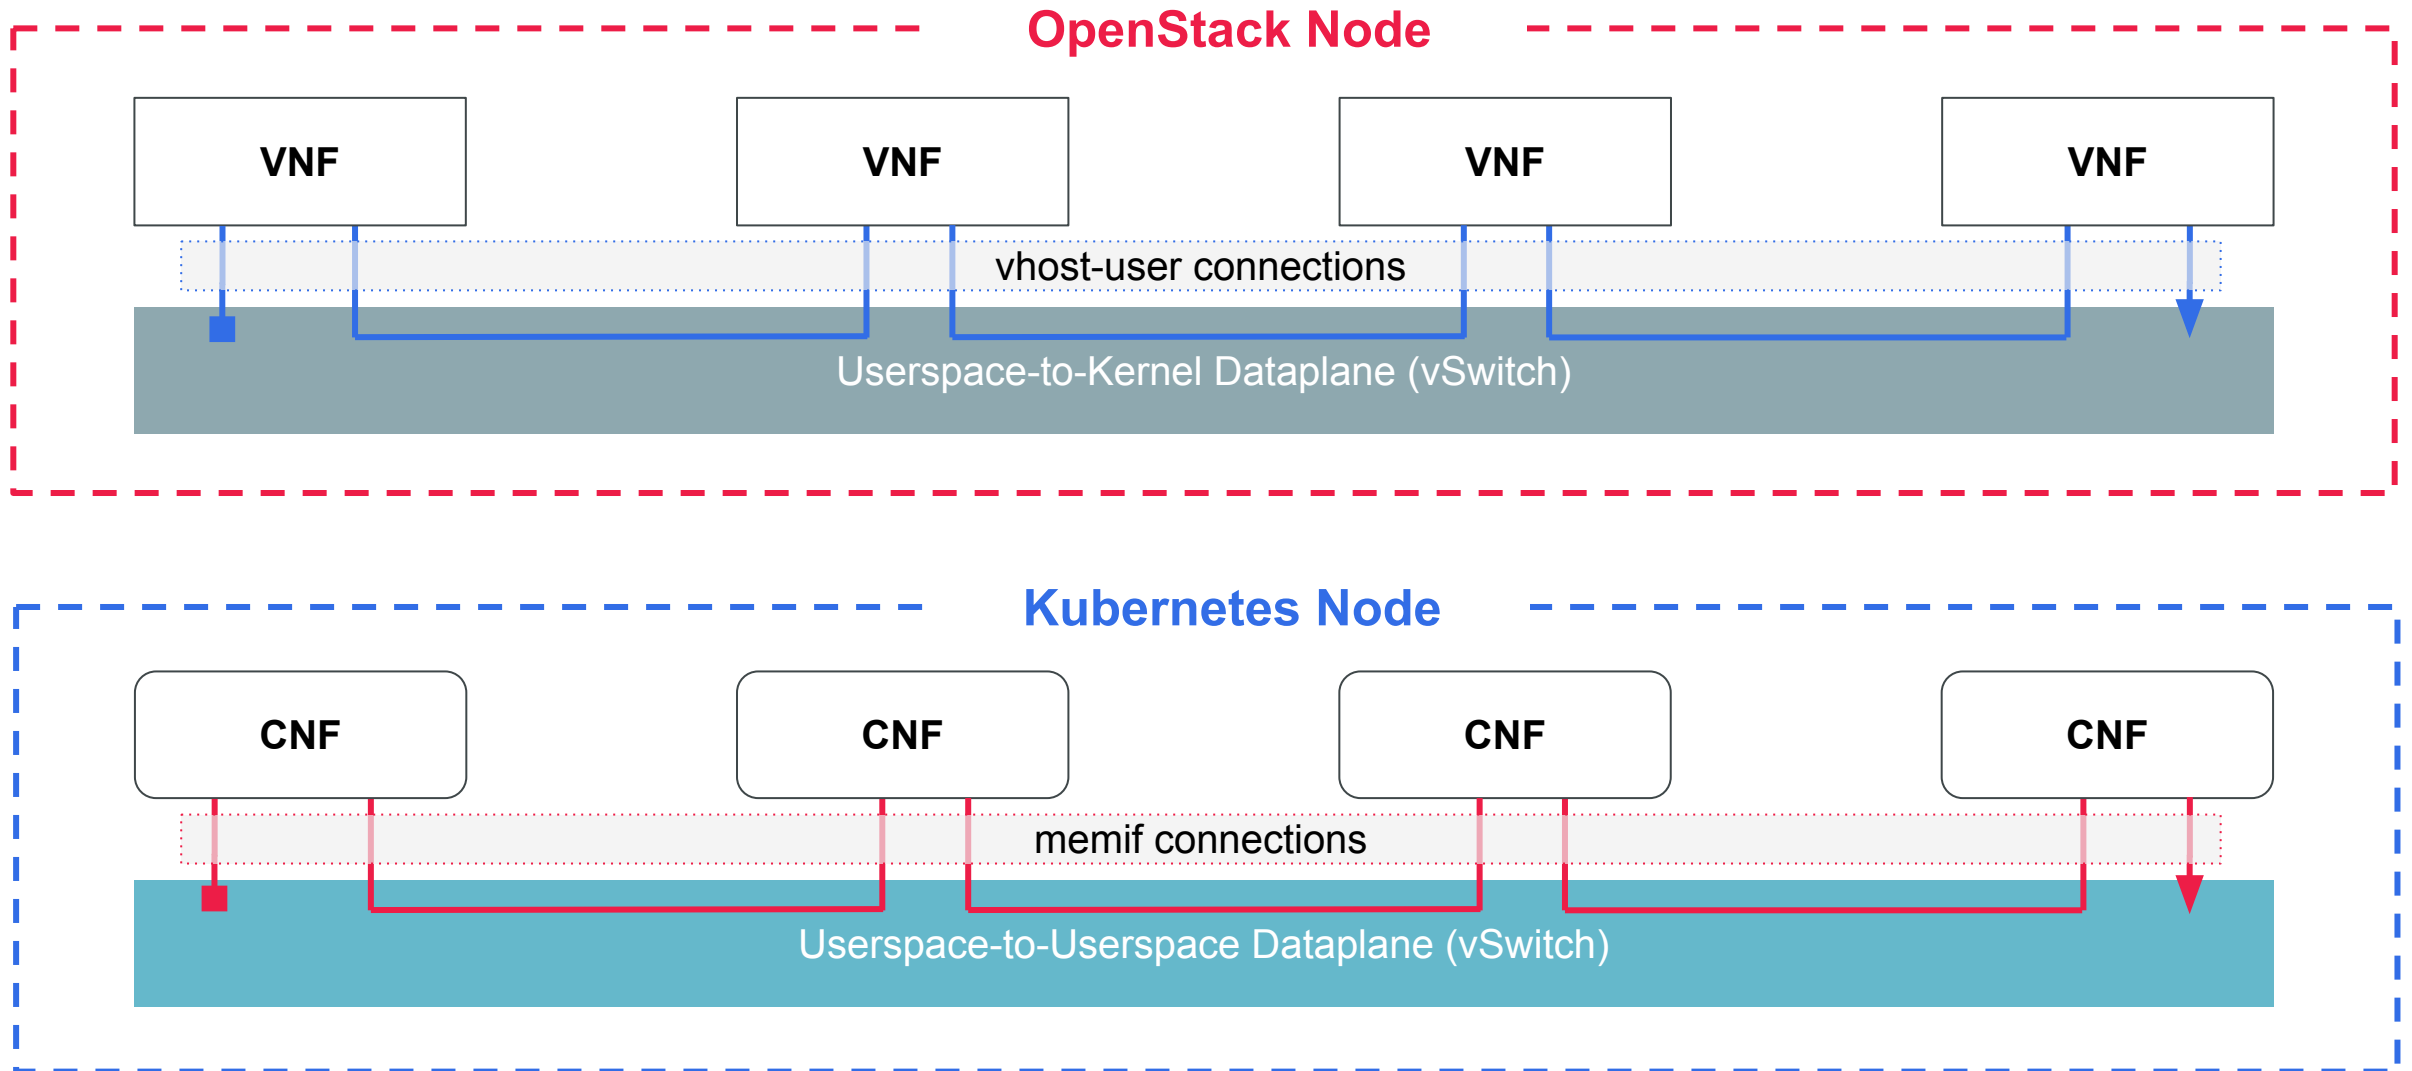 OpenStack Node
VNF VNF VNF VNF
vhost-user connections
Userspace-to-Kernel Dataplane (vSwitch)
Kubernetes Node
CNF CNF CNF CNF
memif connections
Userspace-to-Userspace Dataplane (vSwitch)